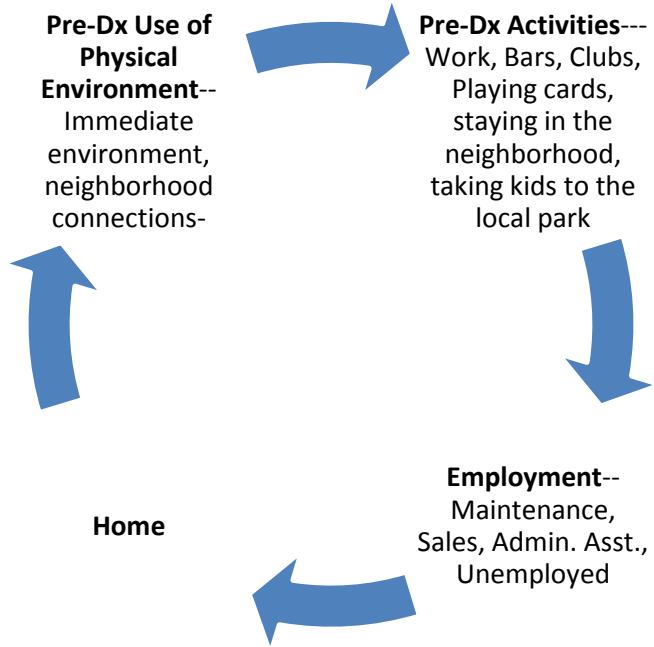 Pre-Dx Use of
Physical
Environment--
Immediate
environment,
neighborhood
connections-
Pre-Dx Activities---
Work, Bars, Clubs,
Playing cards,
staying in the
neighborhood,
taking kids to the
local park
Employment--
Maintenance,
Sales, Admin. Asst.,
Unemployed
Home